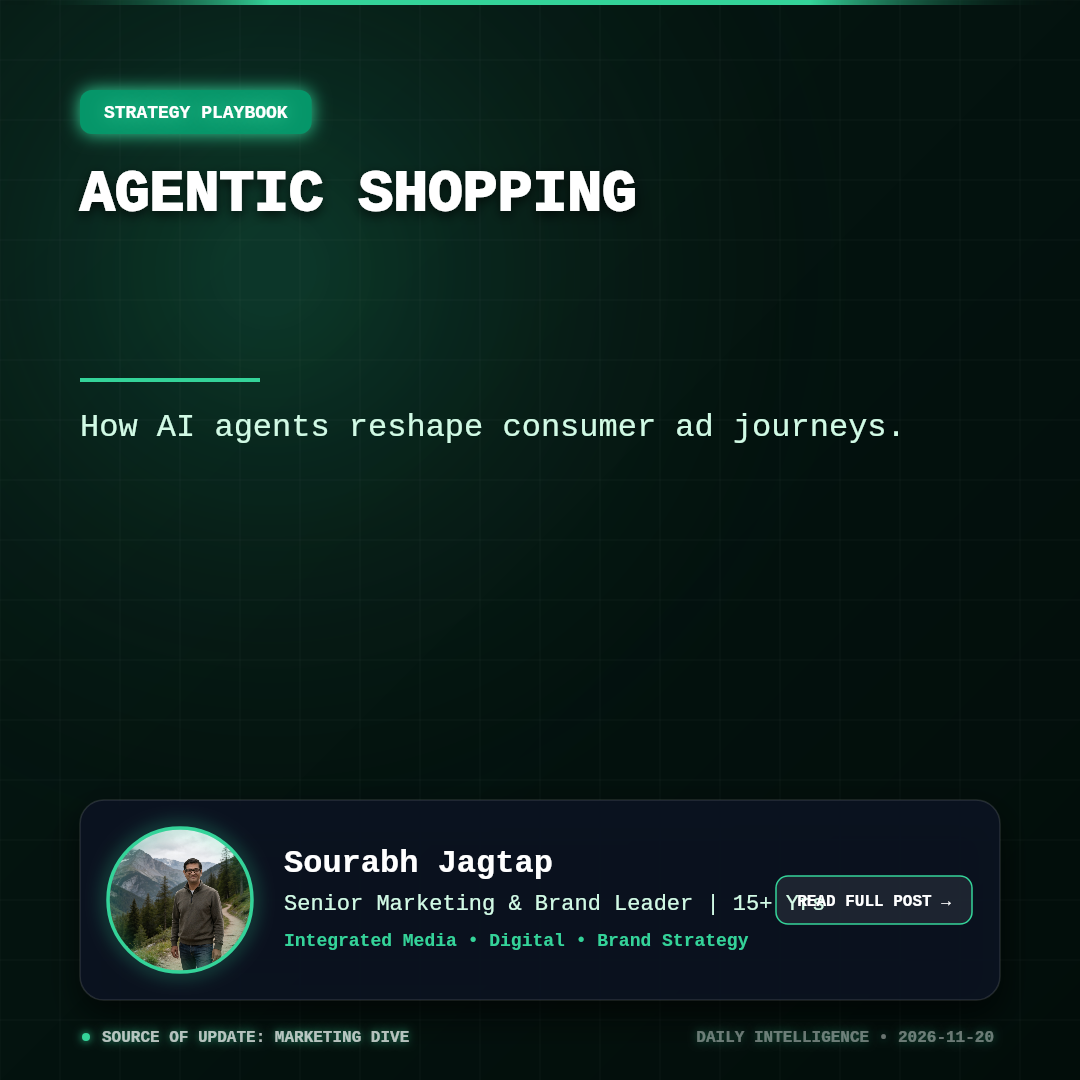 STRATEGY PLAYBOOK
AGENTIC SHOPPING
How AI agents reshape consumer ad journeys.
Sourabh Jagtap
Senior Marketing & Brand Leader | 15+ Yrs
READ FULL POST →
Integrated Media • Digital • Brand Strategy
SOURCE OF UPDATE: MARKETING DIVE
DAILY INTELLIGENCE • 2026-11-20